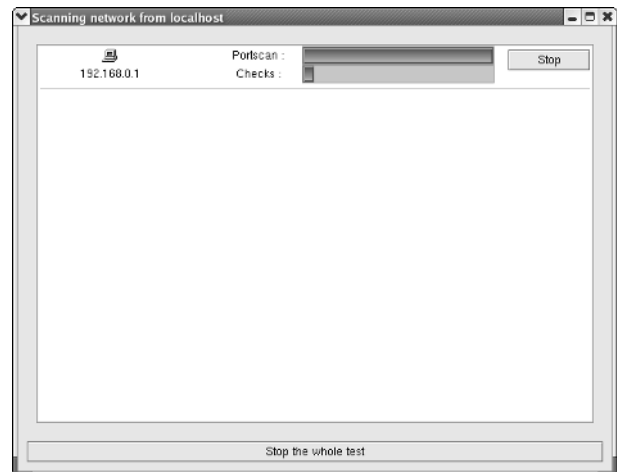 Scanning network from localhost
Portscan :
Stop
192.168.0.1
Checks :
Stop the whole test